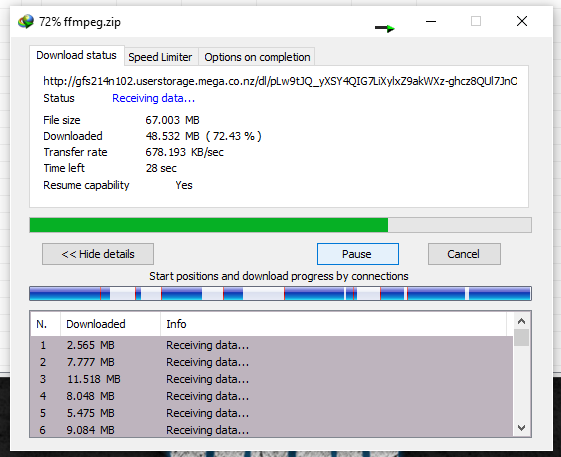 72% ffmpeg.zip
Download status Speed Limiter Options on completion
http://gfs214n102.userstorage.mega.co.nz/dl/pLw9tJQ_yXSY4QIG7LiXylxZ9akWXz-ghcz8QUl7JnO
Status Receiving data...
File size 67.003 MB
Downloaded 48.532 MB ( 72.43 % )
Transfer rate 678.193 KB/sec
Time left 28 sec
Resume capability Yes
<< Hide details Pause Cancel
Start positions and download progress by connections
N. Downloaded Info
1 2.565 MB Receiving data...
2 7.777 MB Receiving data...
3 11.518 MB Receiving data...
4 8.048 MB Receiving data...
5 5.475 MB Receiving data...
6 9.084 MB Receiving data...